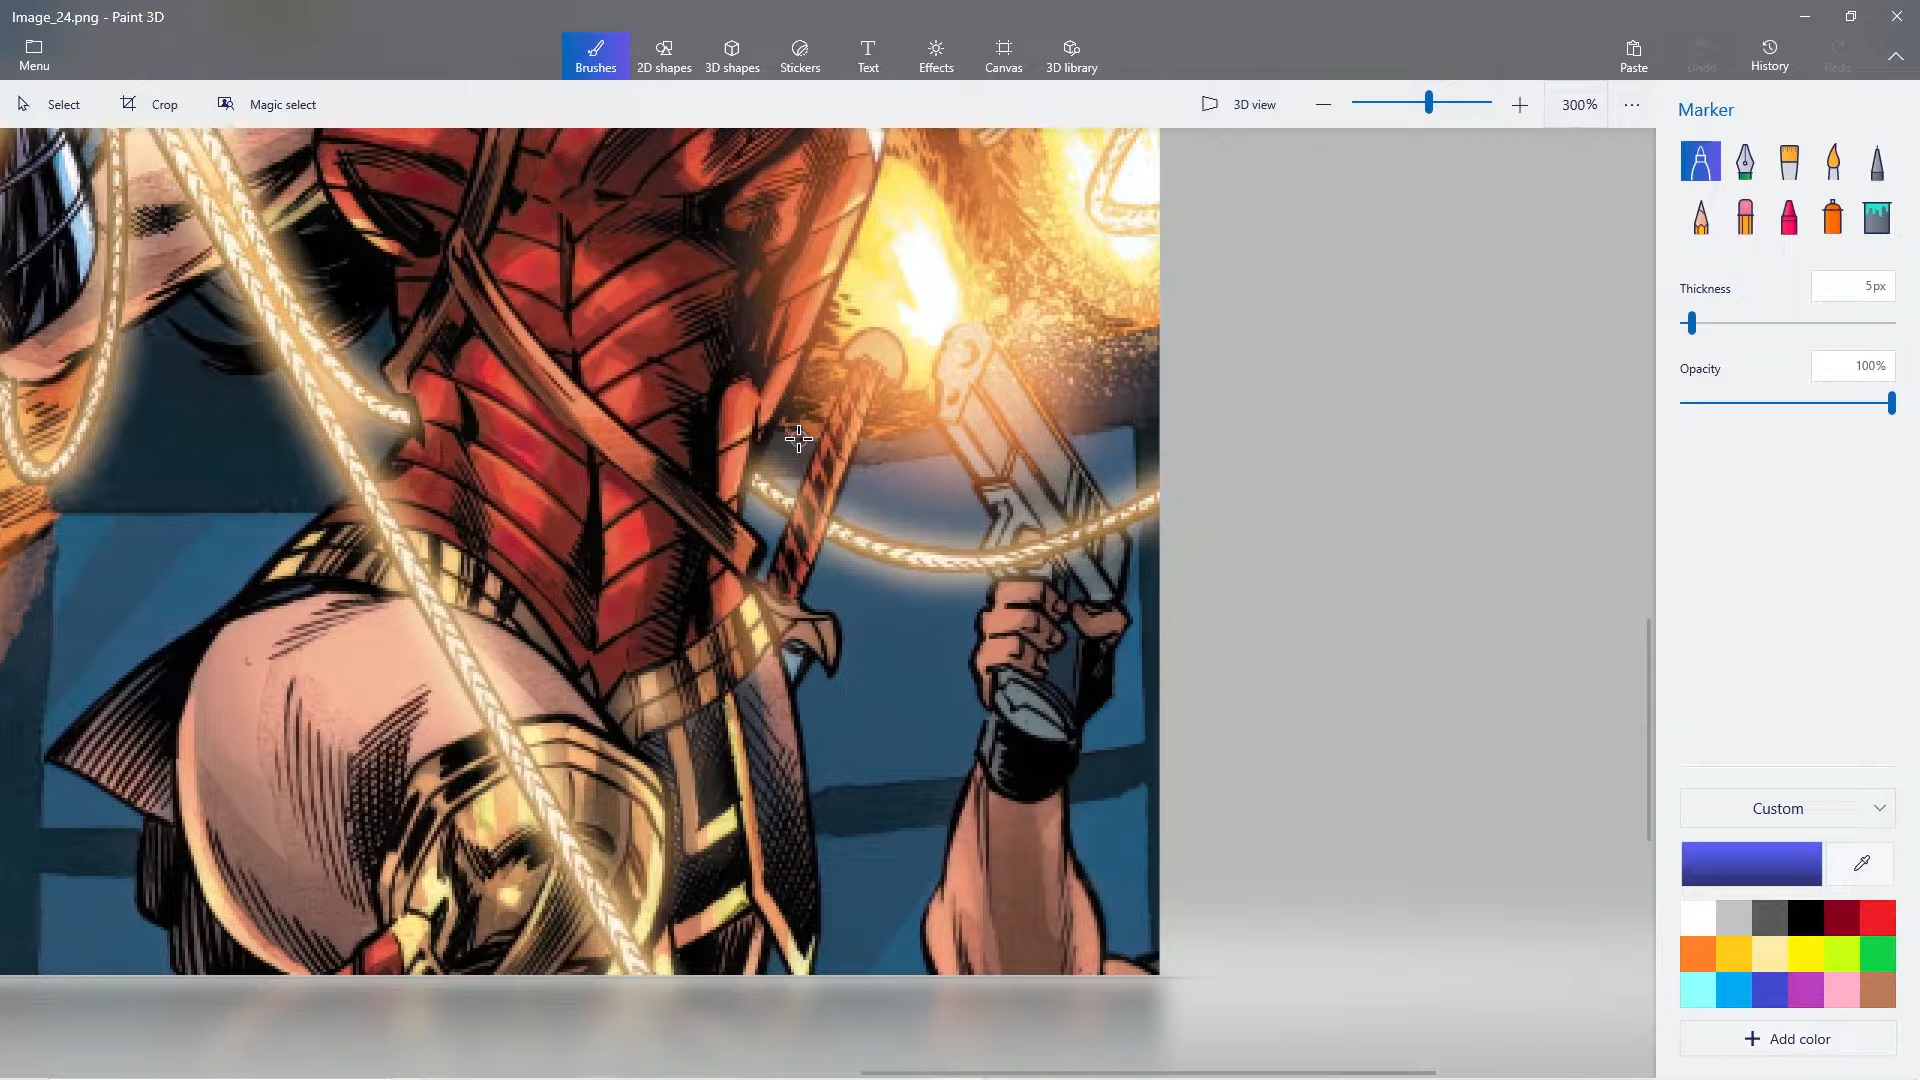 Image_24.png - Paint 3D
Menu
Brushes
2D shapes
3D shapes
Stickers
Text
Effects
Canvas
3D library
Paste
Undo
History
Redo
Select
Crop
Magic select
3D view
300%
Marker
Thickness
5px
Opacity
100%
Custom
Add color